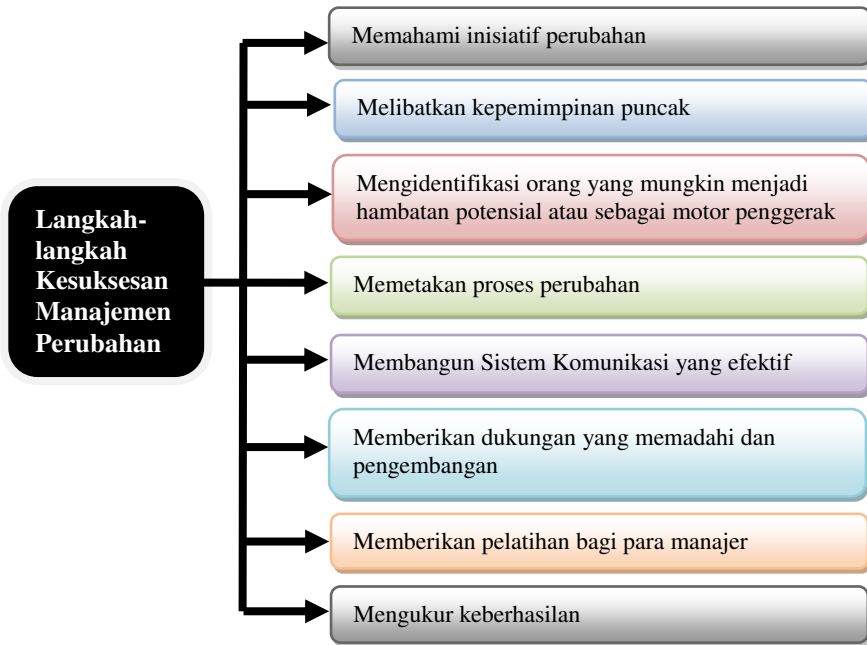 Langkah-
langkah
Kesuksesan
Manajemen
Perubahan
Memahami inisiatif perubahan
Melibatkan kepemimpinan puncak
Mengidentifikasi orang yang mungkin menjadi
hambatan potensial atau sebagai motor penggerak
Memetakan proses perubahan
Membangun Sistem Komunikasi yang efektif
Memberikan dukungan yang memadahi dan
pengembangan
Memberikan pelatihan bagi para manajer
Mengukur keberhasilan